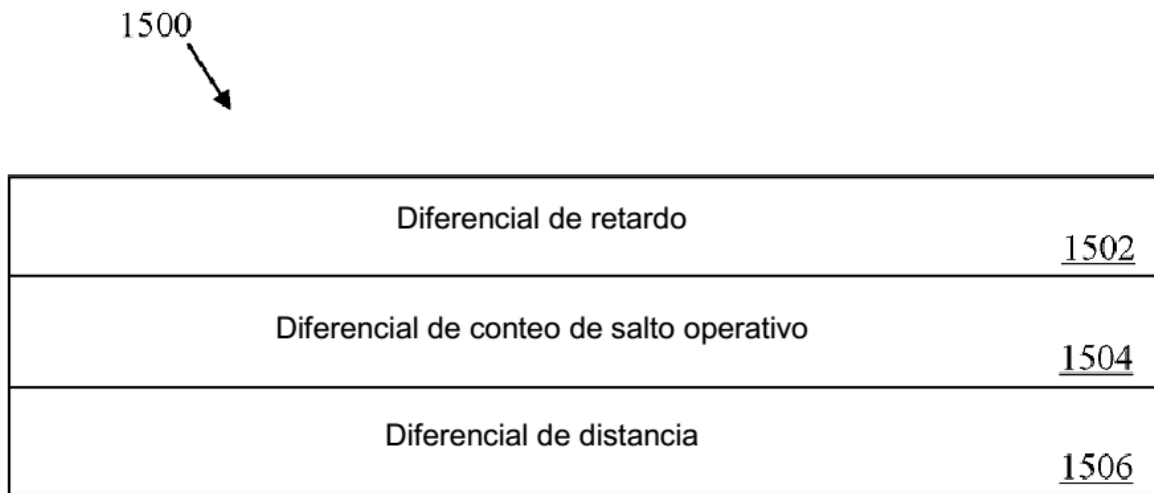 1500
Diferencial de retardo
1502
Diferencial de conteo de salto operativo
1504
Diferencial de distancia
1506